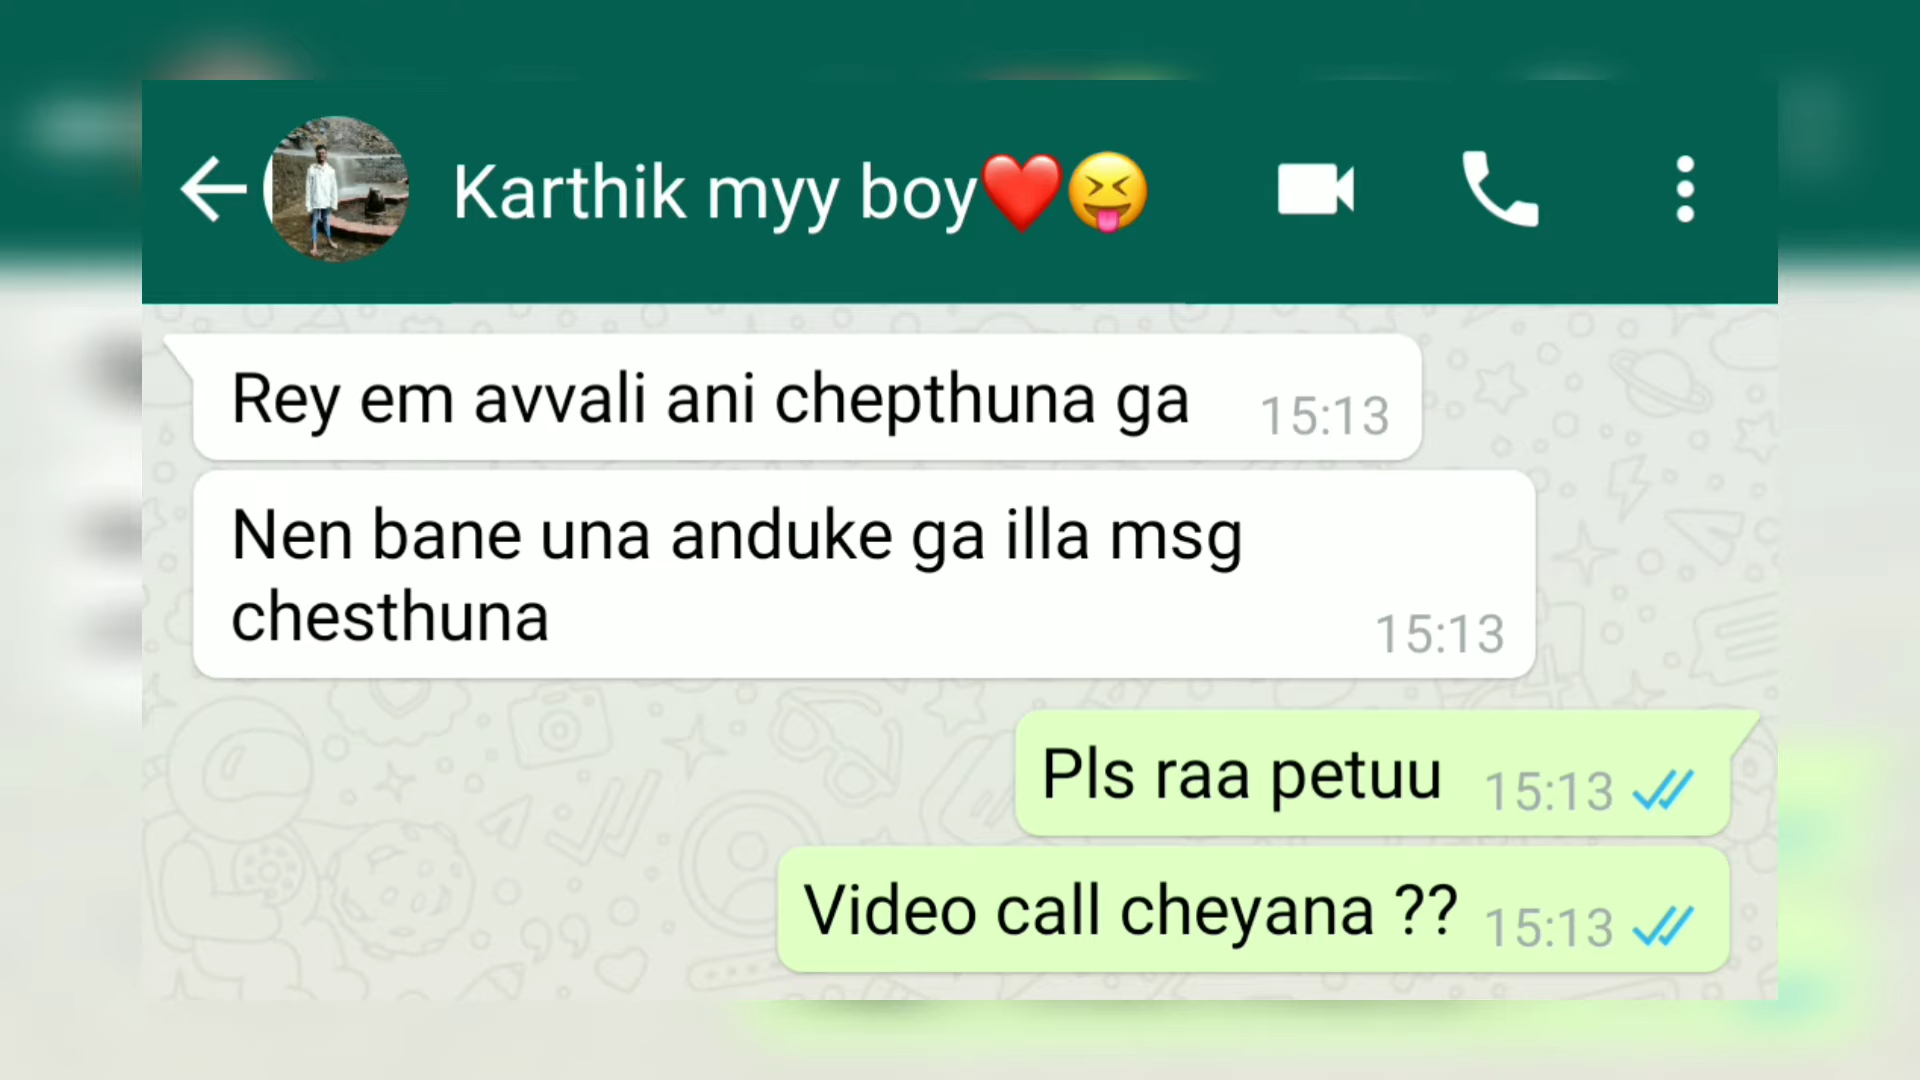 Karthik myy boy❤️😝
Rey em avvali ani chepthuna ga 15:13
Nen bane una anduke ga illa msg
chesthuna 15:13
Pls raa petuu 15:13
Video call cheyana ?? 15:13